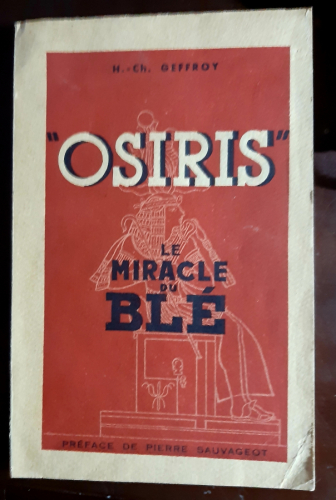 H.-Ch. GEFFROY
"OSIRIS"
LE
MIRACLE
DU
BLÉ
PRÉFACE DE PIERRE SAUVAGEOT